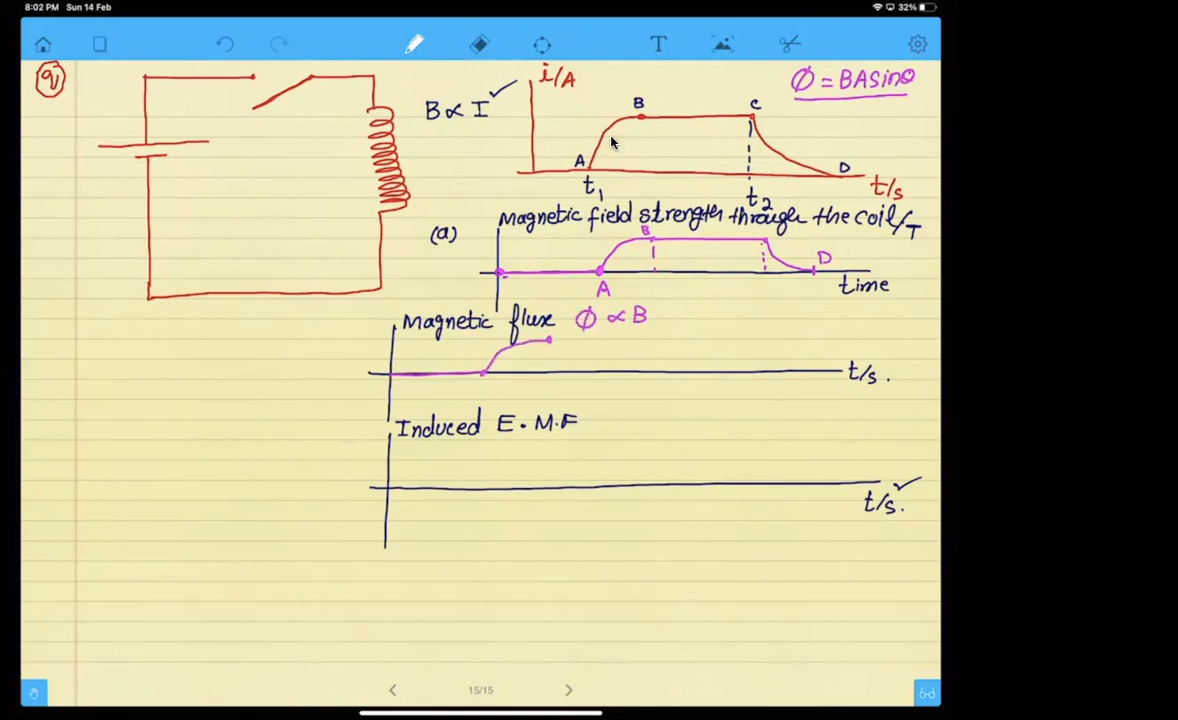 8:02 PM Sun 14 Feb
32%
T
9
i/A
ϕ = BAsinθ
B ∝ I ✓
B
C
A
D
t₁
t₂
t/s
Magnetic field strength through the coil/T
(a)
B
D
A
time
Magnetic flux ϕ ∝ B
t/s.
Induced E.M.F
t/s.
15/15